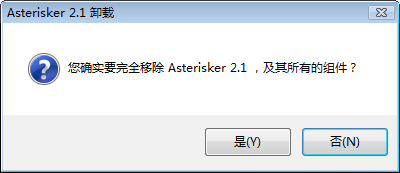 Asterisker 2.1 卸载
您确实要完全移除 Asterisker 2.1 ，及其所有的组件？
是(Y)
否(N)